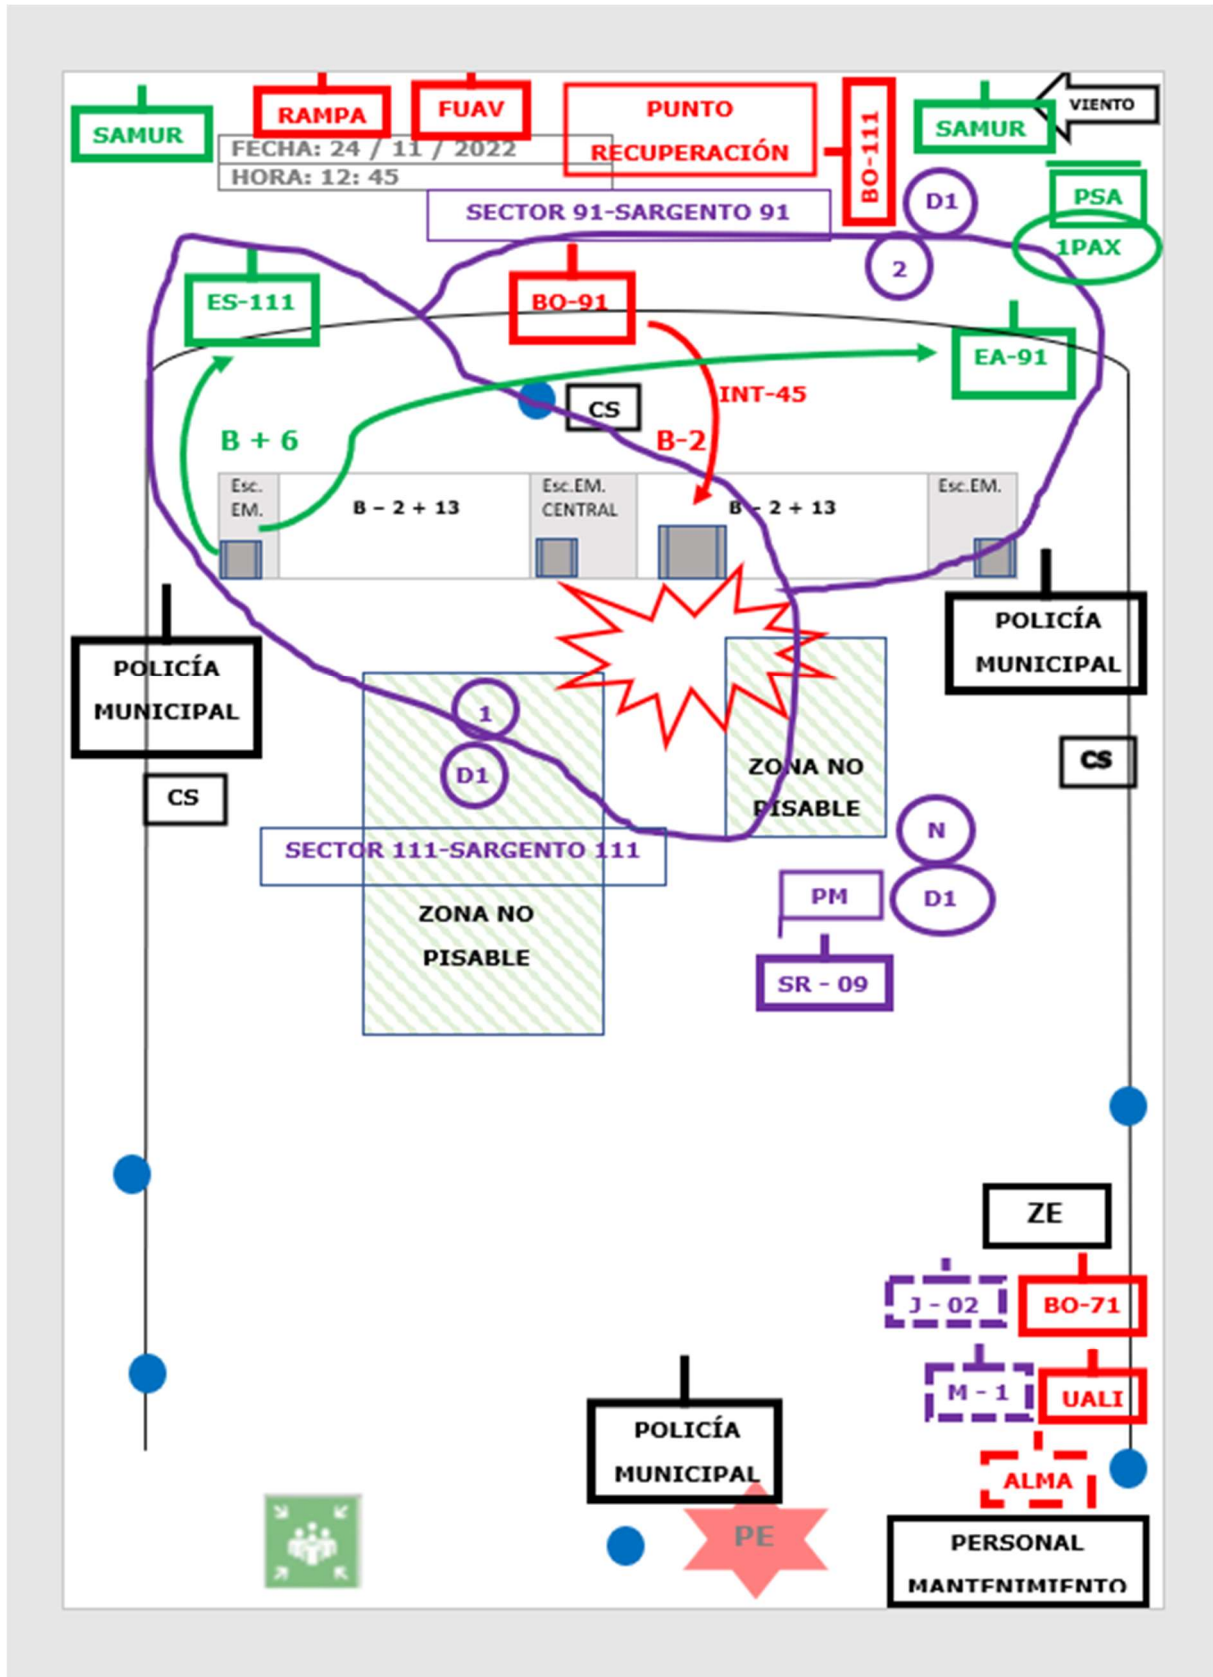 SAMUR
RAMPA
FUAV
PUNTO
RECUPERACIÓN
BO-111
SAMUR
VIENTO
FECHA: 24 / 11 / 2022
HORA: 12: 45
PSA
1PAX
SECTOR 91-SARGENTO 91
D1
2
ES-111
BO-91
EA-91
CS
INT-45
B + 6
B-2
Esc.
EM.
B - 2 + 13
Esc.EM.
CENTRAL
B - 2 + 13
Esc.EM.
POLICÍA
MUNICIPAL
POLICÍA
MUNICIPAL
CS
CS
1
D1
ZONA NO
PISABLE
SECTOR 111-SARGENTO 111
ZONA NO
PISABLE
N
PM
D1
SR - 09
ZE
J - 02
BO-71
M - 1
UALI
POLICÍA
MUNICIPAL
ALMA
PE
PERSONAL
MANTENIMIENTO